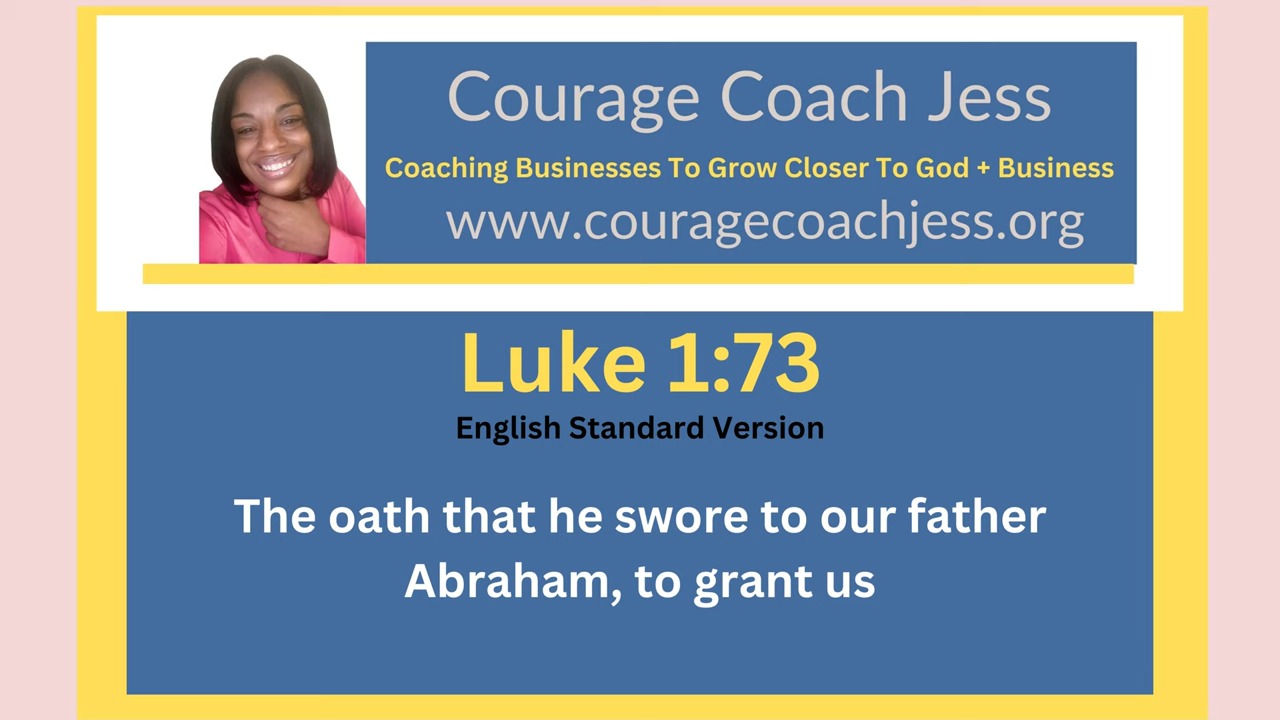 Courage Coach Jess
Coaching Businesses To Grow Closer To God + Business
www.couragecoachjess.org
Luke 1:73
English Standard Version
The oath that he swore to our father
Abraham, to grant us